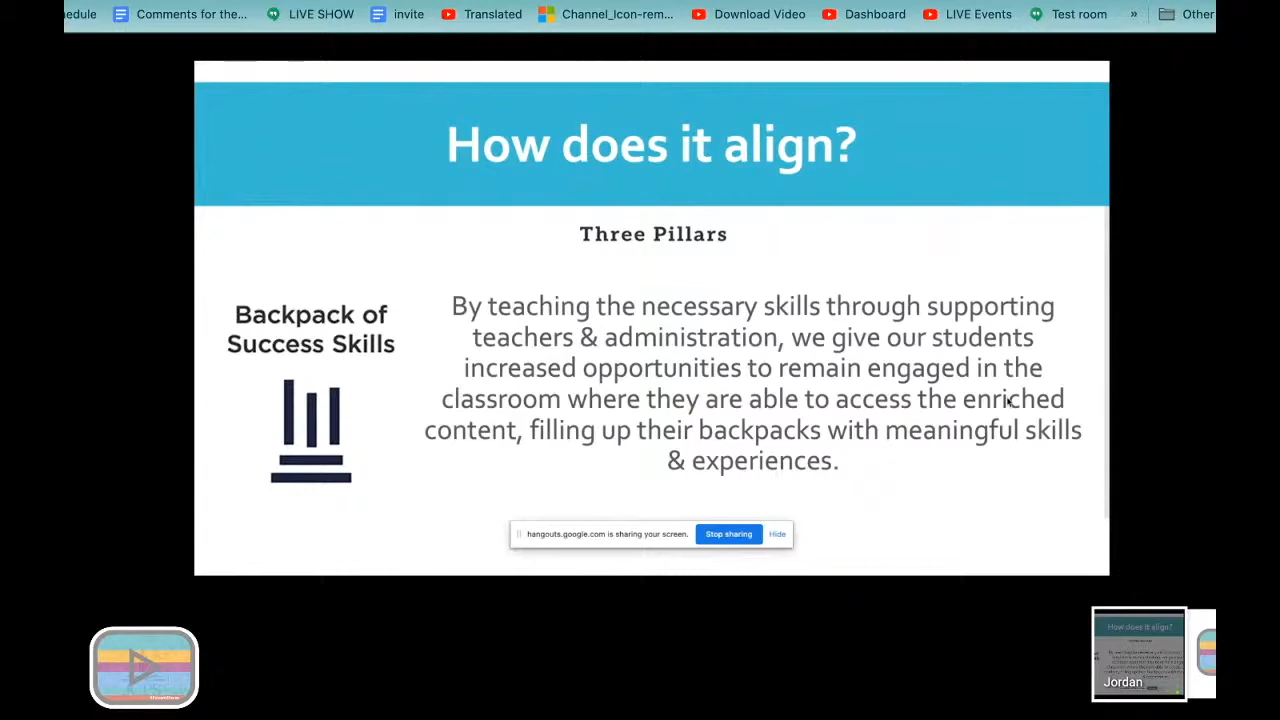 edule Comments for the... LIVE SHOW invite Translated Channel_Icon-rem... Download Video Dashboard LIVE Events Test room » Other
How does it align?
Three Pillars
Backpack of
Success Skills
By teaching the necessary skills through supporting
teachers & administration, we give our students
increased opportunities to remain engaged in the
classroom where they are able to access the enriched
content, filling up their backpacks with meaningful skills
& experiences.
hangouts.google.com is sharing your screen. Stop sharing Hide
How does it align?
Jordan